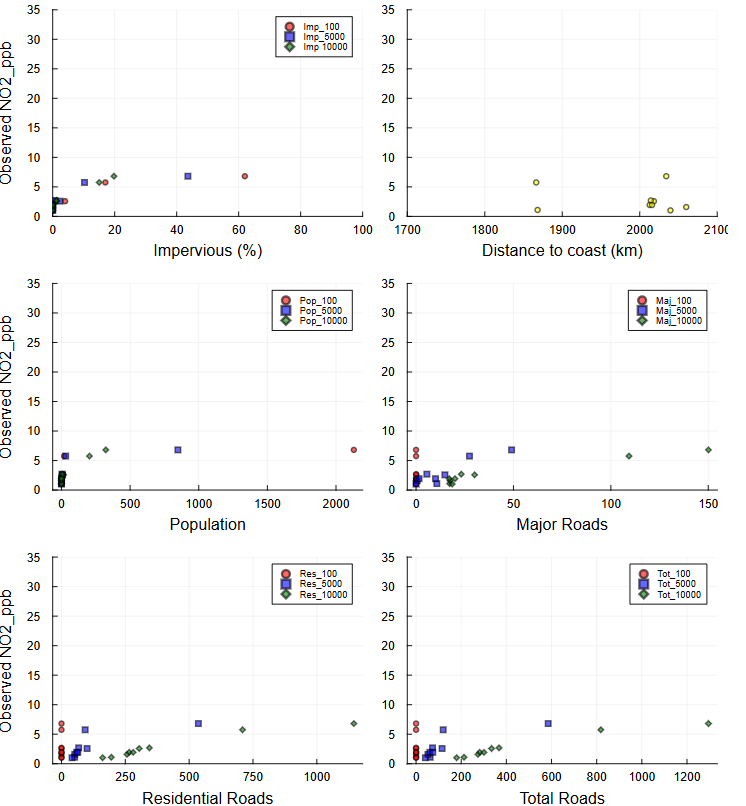 35
30
25
20
15
10
5
0
Observed NO2_ppb
Imp_100
Imp_5000
Imp 10000
0 20 40 60 80 100
Impervious (%)
35
30
25
20
15
10
5
0
1700 1800 1900 2000 2100
Distance to coast (km)
35
30
25
20
15
10
5
0
Observed NO2_ppb
Pop_100
Pop_5000
Pop_10000
0 500 1000 1500 2000
Population
35
30
25
20
15
10
5
0
Maj_100
Maj_5000
Maj_10000
0 50 100 150
Major Roads
35
30
25
20
15
10
5
0
Observed NO2_ppb
Res_100
Res_5000
Res_10000
0 250 500 750 1000
Residential Roads
35
30
25
20
15
10
5
0
Tot_100
Tot_5000
Tot_10000
0 200 400 600 800 1000 1200
Total Roads